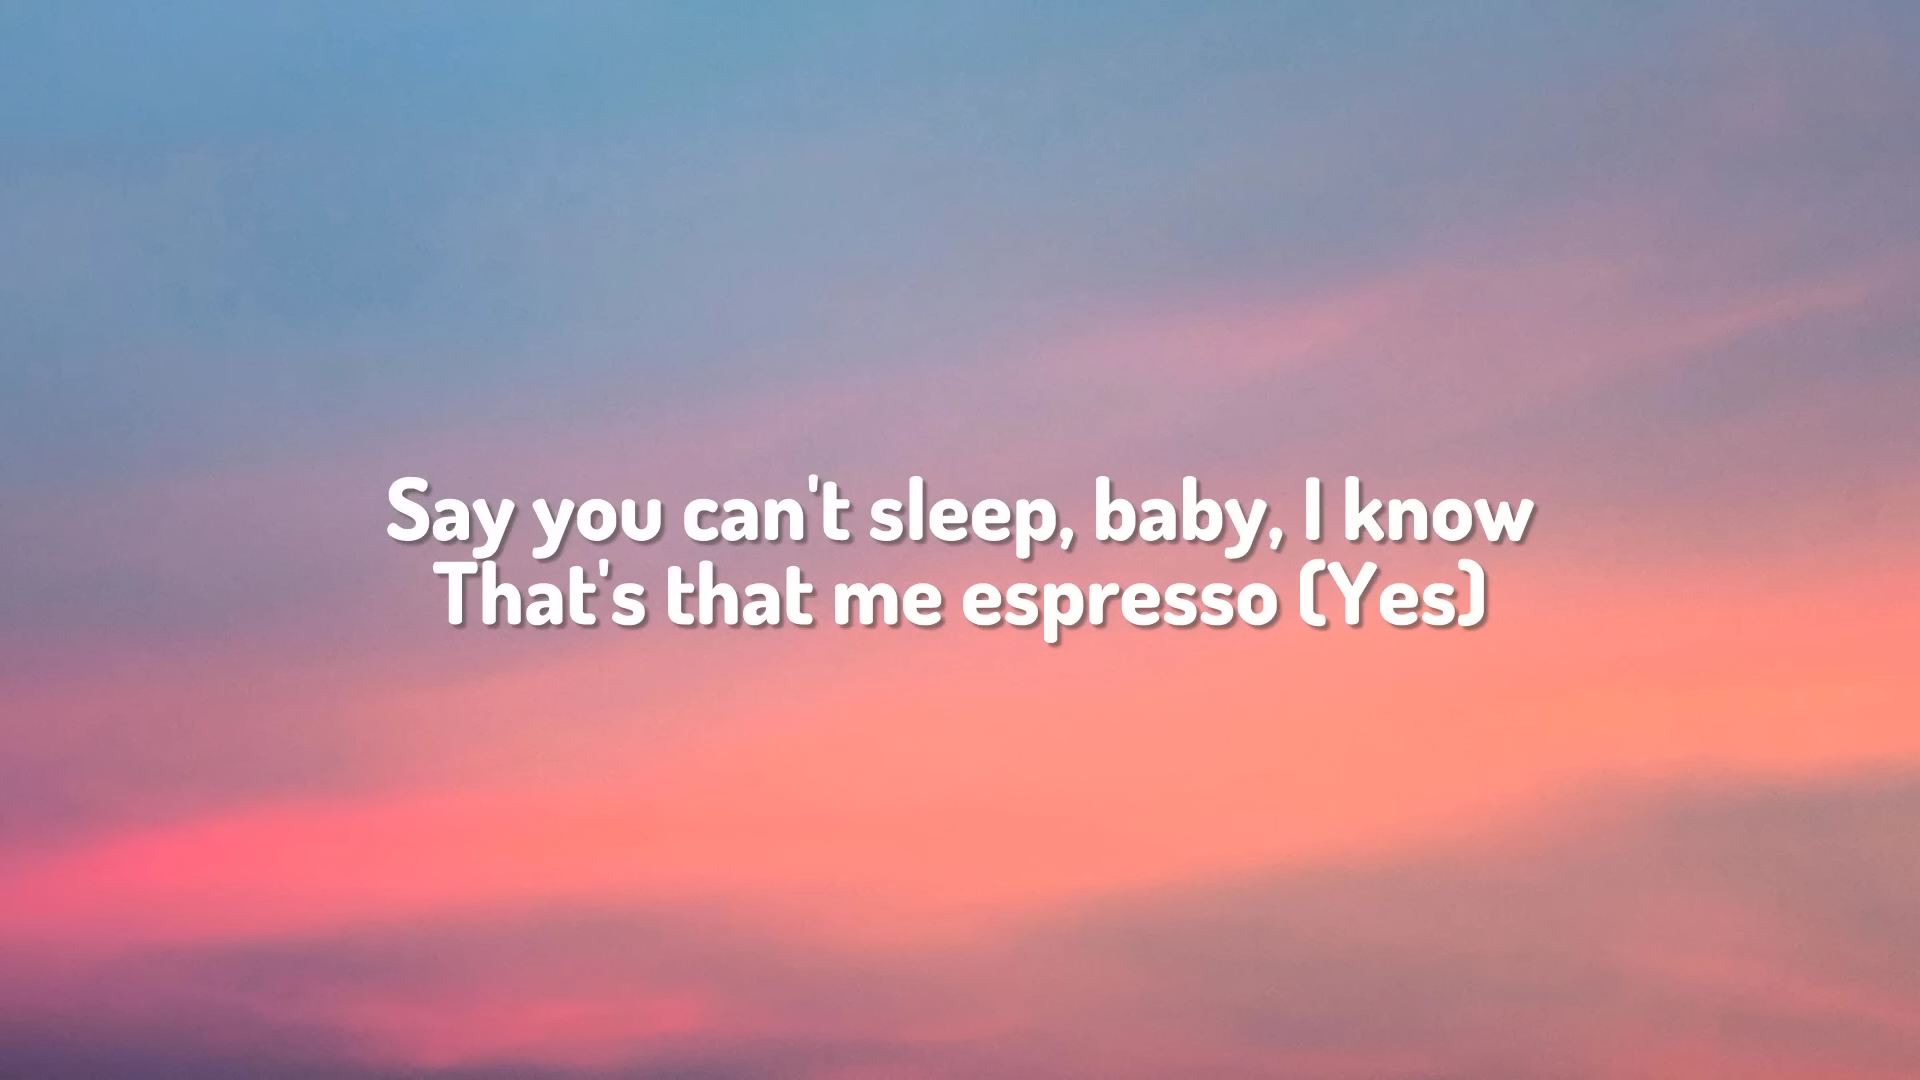 Say you can't sleep, baby, I know
That's that me espresso (Yes)